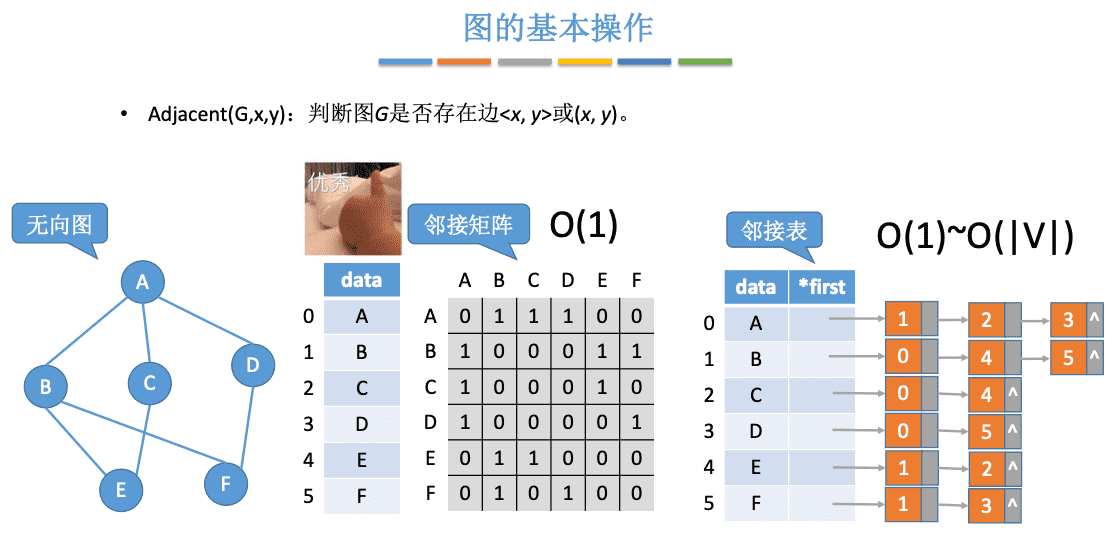 图的基本操作
• Adjacent(G,x,y)：判断图G是否存在边<x, y>或(x, y)。
优秀
无向图
A
B
C
D
E
F
邻接矩阵
O(1)
data
0 A
1 B
2 C
3 D
4 E
5 F
A B C D E F
A 0 1 1 1 0 0
B 1 0 0 0 1 1
C 1 0 0 0 1 0
D 1 0 0 0 0 1
E 0 1 1 0 0 0
F 0 1 0 1 0 0
邻接表
O(1)~O(|V|)
data *first
0 A 1 2 3 ^
1 B 0 4 5 ^
2 C 0 4 ^
3 D 0 5 ^
4 E 1 2 ^
5 F 1 3 ^